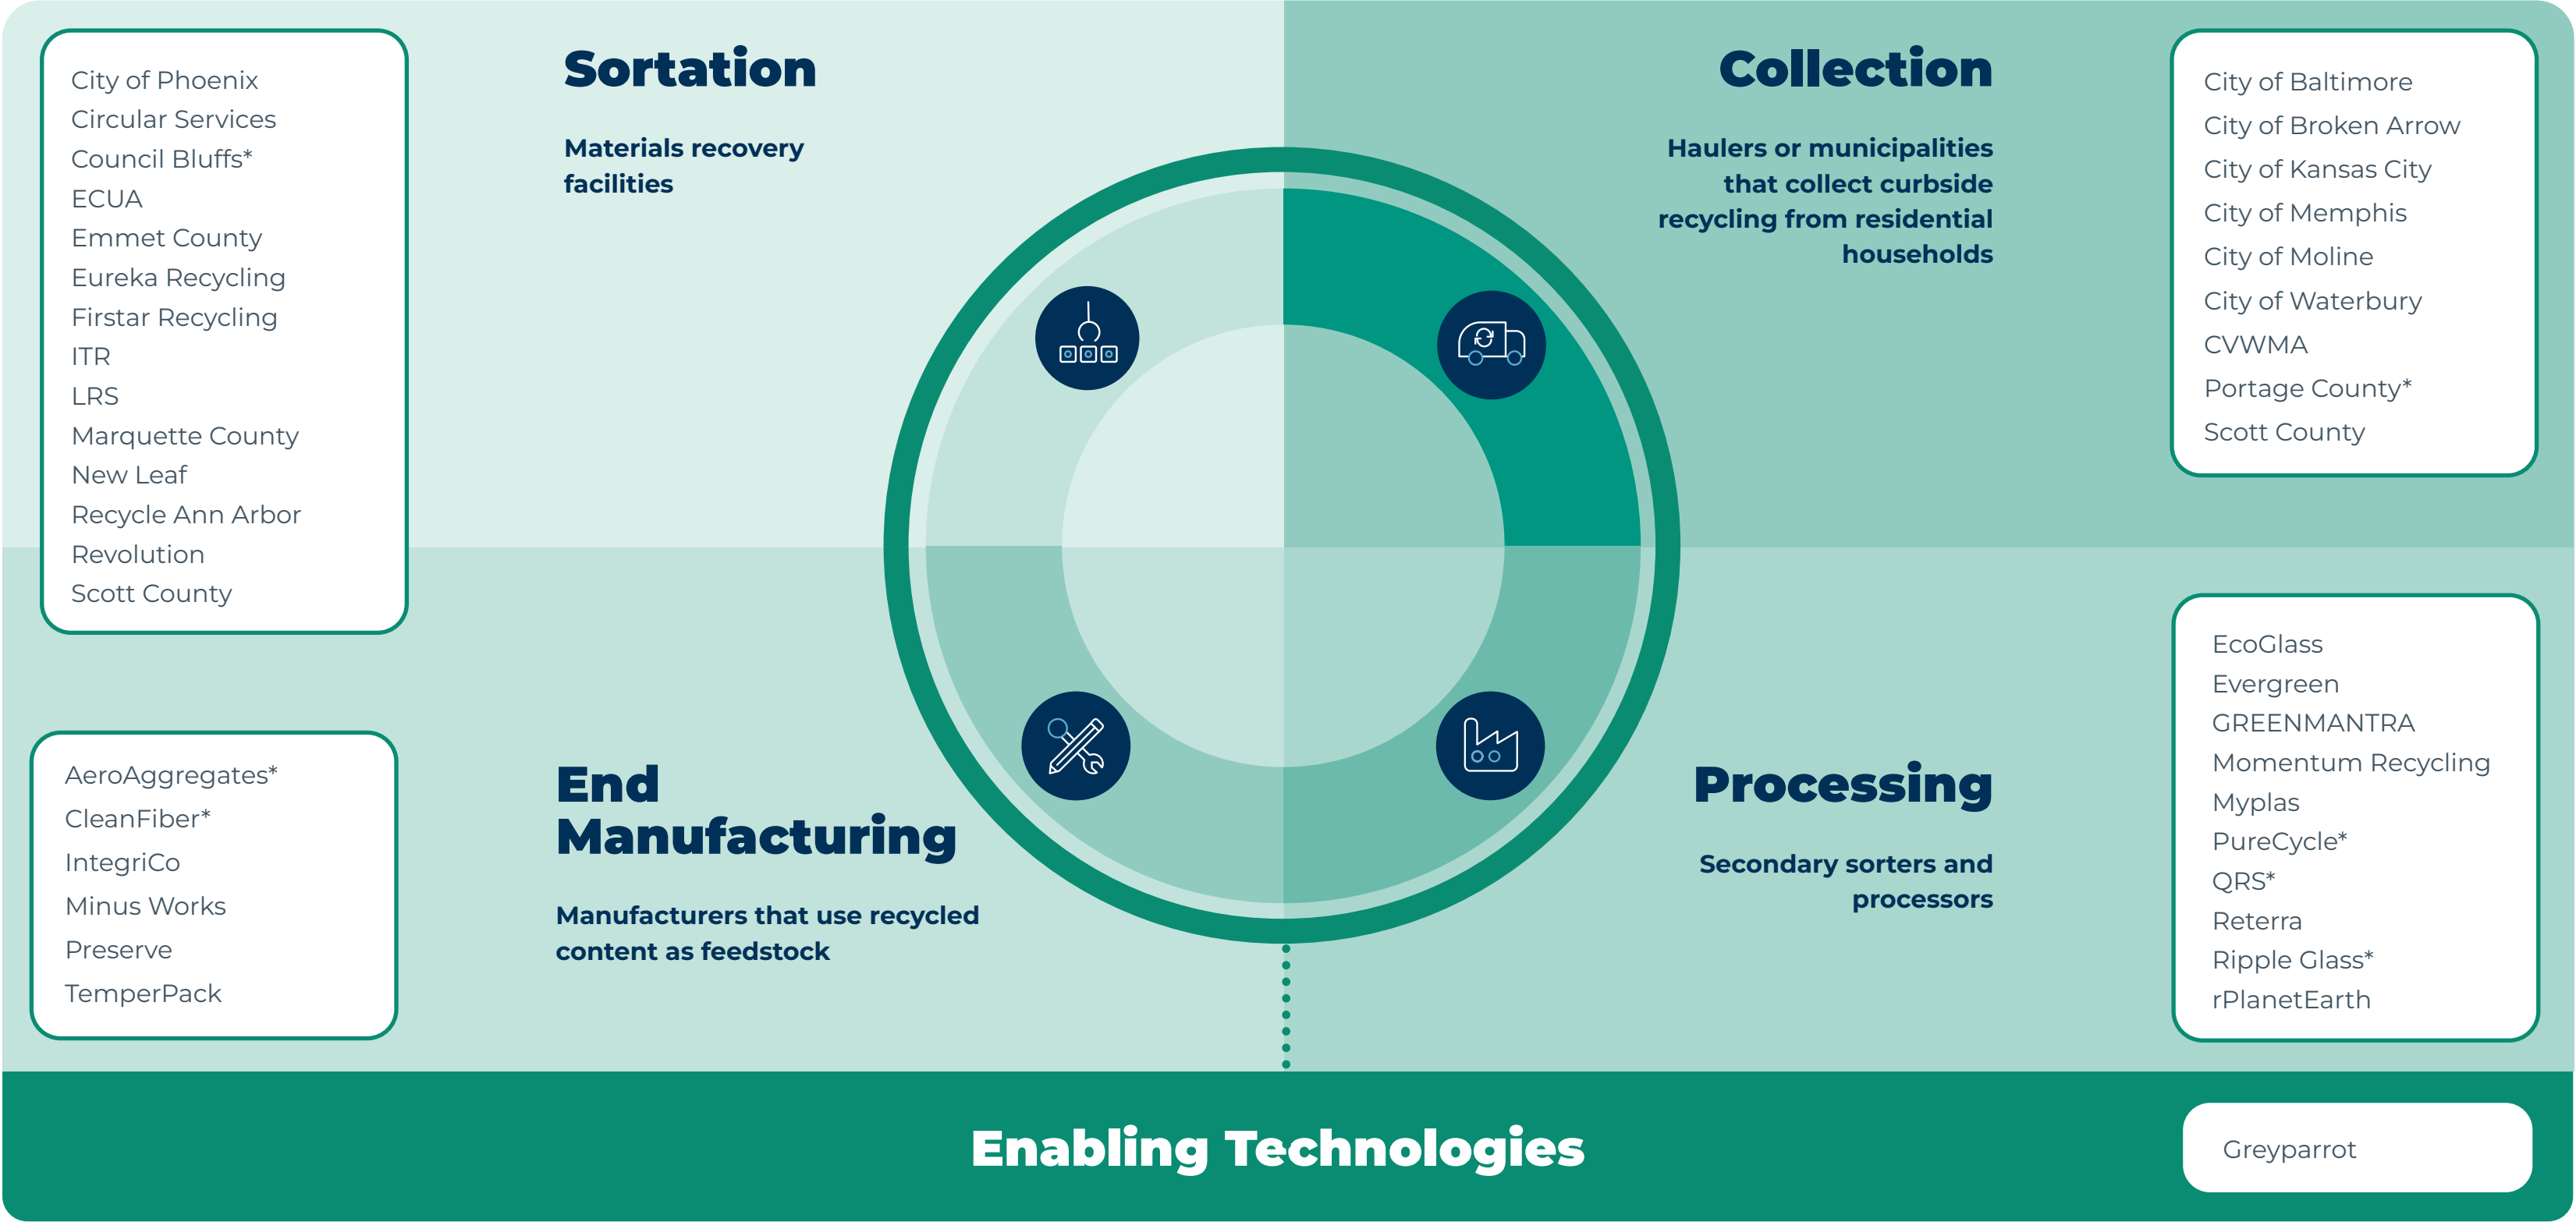 City of Phoenix
Circular Services
Council Bluffs*
ECUA
Emmet County
Eureka Recycling
Firstar Recycling
ITR
LRS
Marquette County
New Leaf
Recycle Ann Arbor
Revolution
Scott County
Sortation
Materials recovery
facilities
Collection
Haulers or municipalities
that collect curbside
recycling from residential
households
City of Baltimore
City of Broken Arrow
City of Kansas City
City of Memphis
City of Moline
City of Waterbury
CVWMA
Portage County*
Scott County
AeroAggregates*
CleanFiber*
IntegriCo
Minus Works
Preserve
TemperPack
End
Manufacturing
Manufacturers that use recycled
content as feedstock
Processing
Secondary sorters and
processors
EcoGlass
Evergreen
GREENMANTRA
Momentum Recycling
Myplas
PureCycle*
QRS*
Reterra
Ripple Glass*
rPlanetEarth
Enabling Technologies
Greyparrot